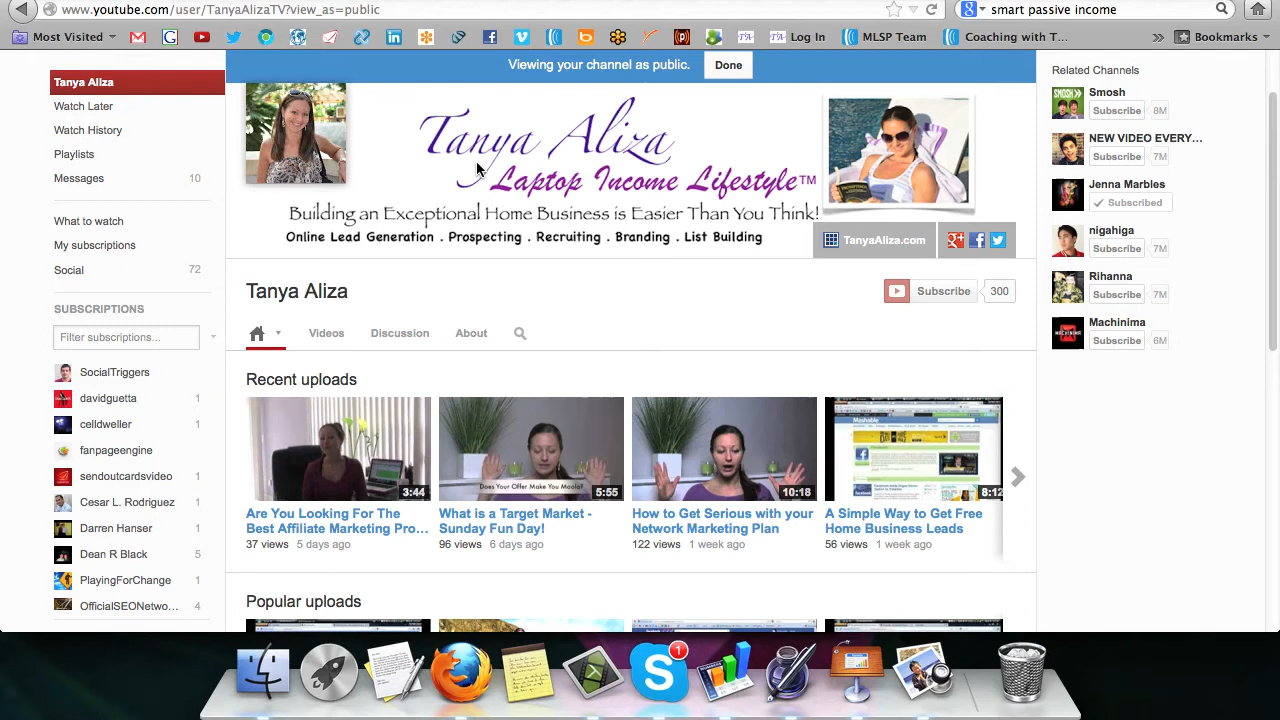 www.youtube.com/user/TanyaAlizaTV?view_as=public
smart passive income
Most Visited
Log In
MLSP Team
Coaching with T...
»
Bookmarks
Viewing your channel as public.
Done
Tanya Aliza
Watch Later
Watch History
Playlists
Messages 10
What to watch
My subscriptions
Social 72
SUBSCRIPTIONS
Filter subscriptions...
SocialTriggers
davidguetta 1
celldweller 1
fanpageengine
sendoutcardsvideo 1
Cesar L. Rodriguez 1
Darren Hanser 1
Dean R Black 5
PlayingForChange 1
OfficialSEONetwo... 4
Tanya Aliza
Laptop Income Lifestyle™
Building an Exceptional Home Business is Easier Than You Think!
Online Lead Generation . Prospecting . Recruiting . Branding . List Building
TanyaAliza.com
Tanya Aliza
Subscribe 300
Videos
Discussion
About
Recent uploads
3:44
Are You Looking For The
Best Affiliate Marketing Pro...
37 views 5 days ago
Does Your Offer Make You Moola?
5:55
What is a Target Market -
Sunday Fun Day!
96 views 6 days ago
10:18
How to Get Serious with your
Network Marketing Plan
122 views 1 week ago
8:12
A Simple Way to Get Free
Home Business Leads
56 views 1 week ago
Popular uploads
Related Channels
Smosh
Subscribe 8M
NEW VIDEO EVERY...
Subscribe 7M
Jenna Marbles
Subscribed
nigahiga
Subscribe 7M
Rihanna
Subscribe 7M
Machinima
Subscribe 6M
1